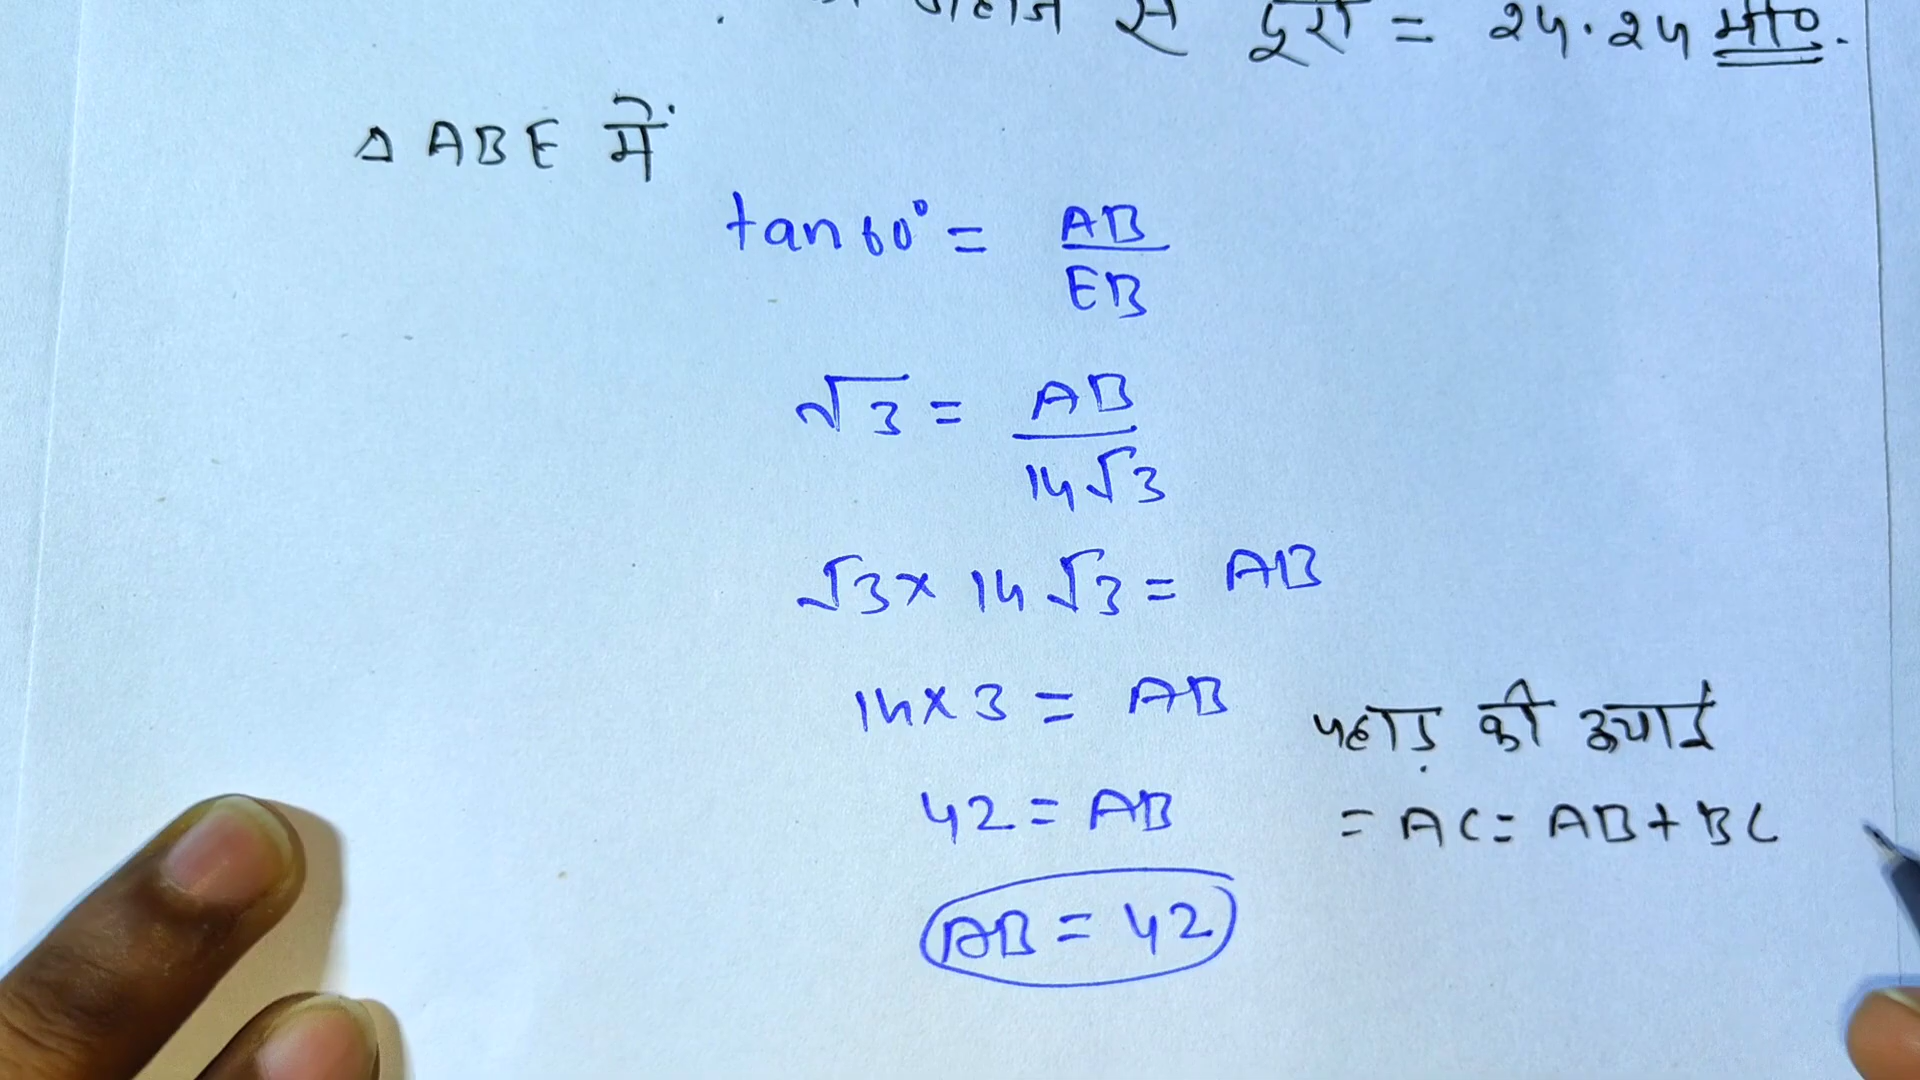 से दूरी = 24.24 मी०.
△ ABE में
tan 60° = AB/EB
√3 = AB/14√3
√3 × 14√3 = AB
14 × 3 = AB
पहाड़ की ऊचाई
42 = AB
= AC = AB + BC
AB = 42